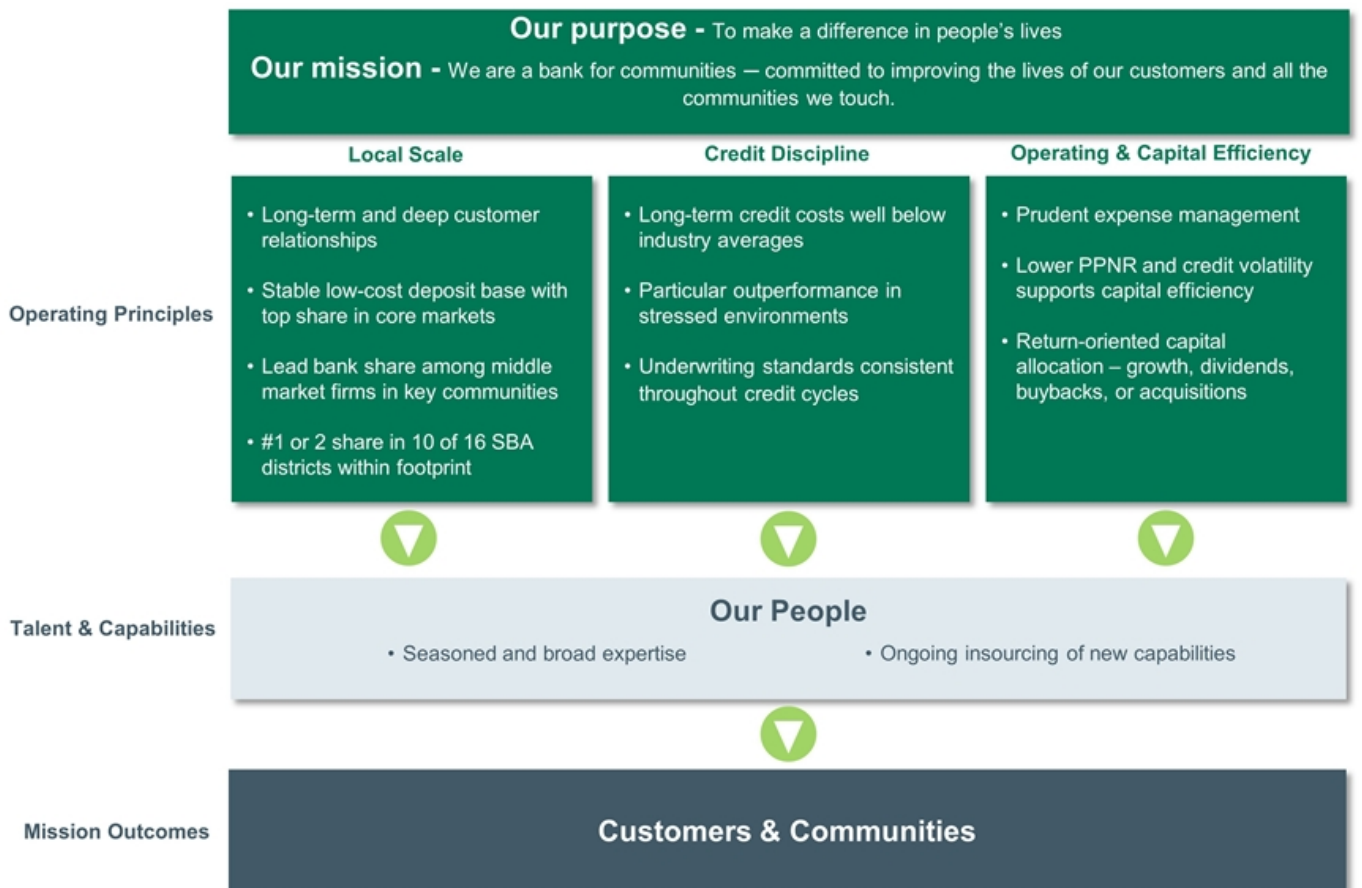 Our purpose - To make a difference in people's lives
Our mission - We are a bank for communities — committed to improving the lives of our customers and all the
communities we touch.
Local Scale
Credit Discipline
Operating & Capital Efficiency
Operating Principles
• Long-term and deep customer
relationships
• Stable low-cost deposit base with
top share in core markets
• Lead bank share among middle
market firms in key communities
• #1 or 2 share in 10 of 16 SBA
districts within footprint
• Long-term credit costs well below
industry averages
• Particular outperformance in
stressed environments
• Underwriting standards consistent
throughout credit cycles
• Prudent expense management
• Lower PPNR and credit volatility
supports capital efficiency
• Return-oriented capital
allocation – growth, dividends,
buybacks, or acquisitions
Talent & Capabilities
Our People
• Seasoned and broad expertise
• Ongoing insourcing of new capabilities
Mission Outcomes
Customers & Communities